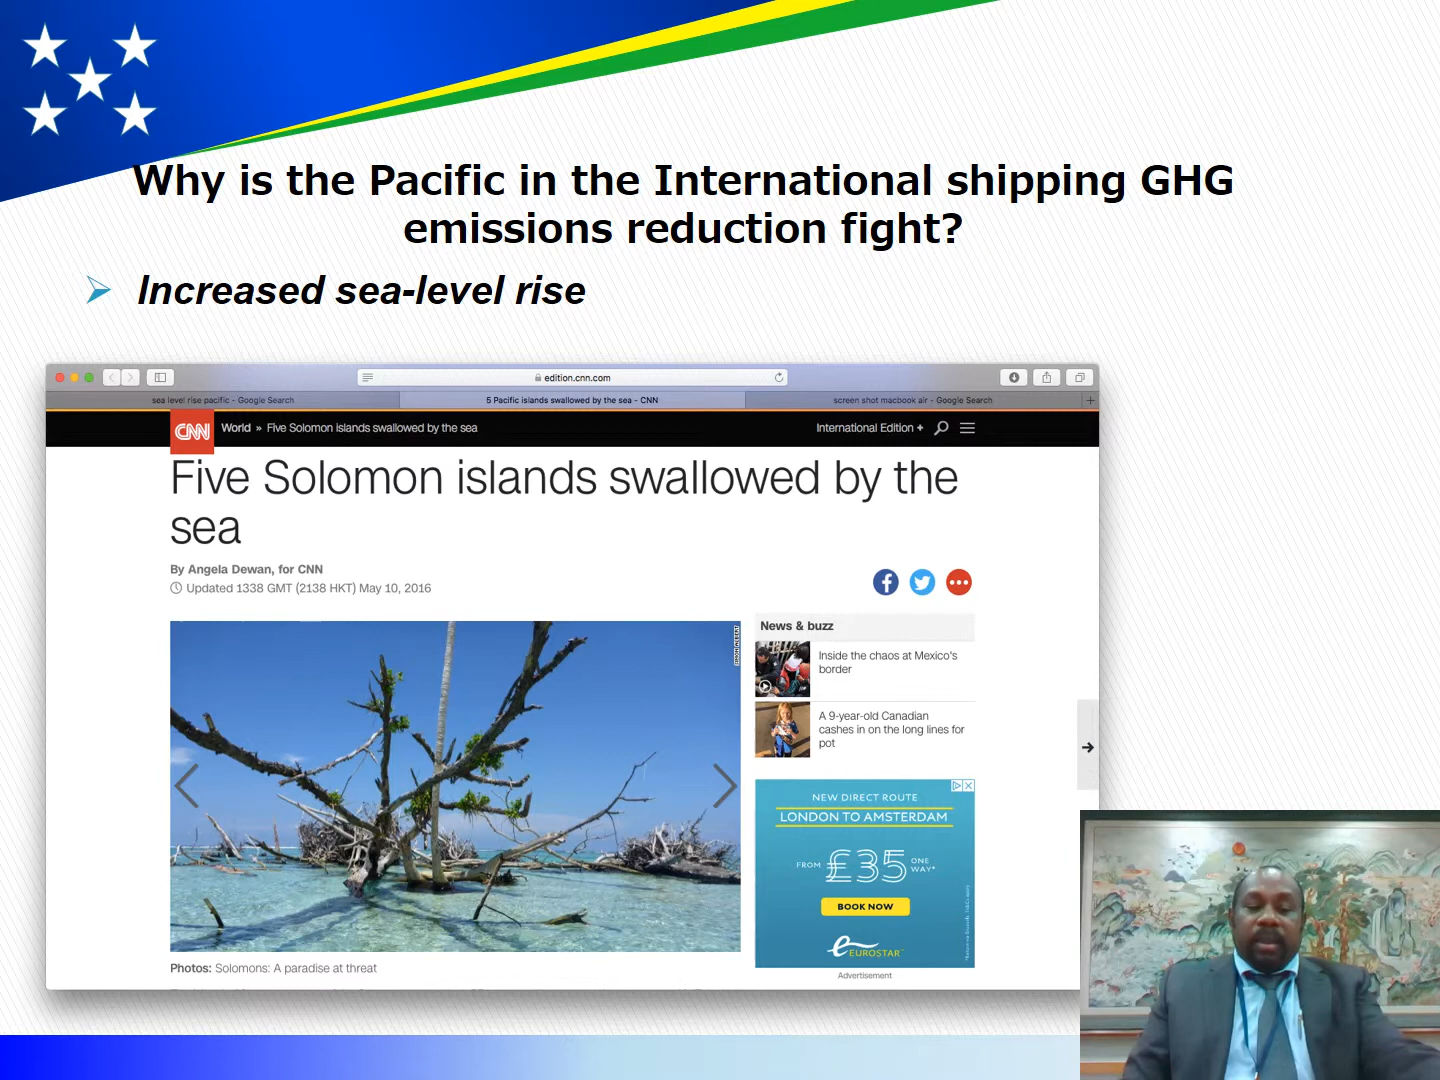 Why is the Pacific in the International shipping GHG
emissions reduction fight?
Increased sea-level rise
edition.cnn.com
sea level rise pacific - Google Search
5 Pacific islands swallowed by the sea - CNN
screen shot macbook air - Google Search
CNN
World » Five Solomon islands swallowed by the sea
International Edition +
Five Solomon islands swallowed by the
sea
By Angela Dewan, for CNN
Updated 1338 GMT (2138 HKT) May 10, 2016
SIMON ALBERT
News & buzz
Inside the chaos at Mexico's
border
A 9-year-old Canadian
cashes in on the long lines for
pot
NEW DIRECT ROUTE
LONDON TO AMSTERDAM
FROM £35 ONE
WAY*
BOOK NOW
EUROSTAR
Advertisement
Photos: Solomons: A paradise at threat